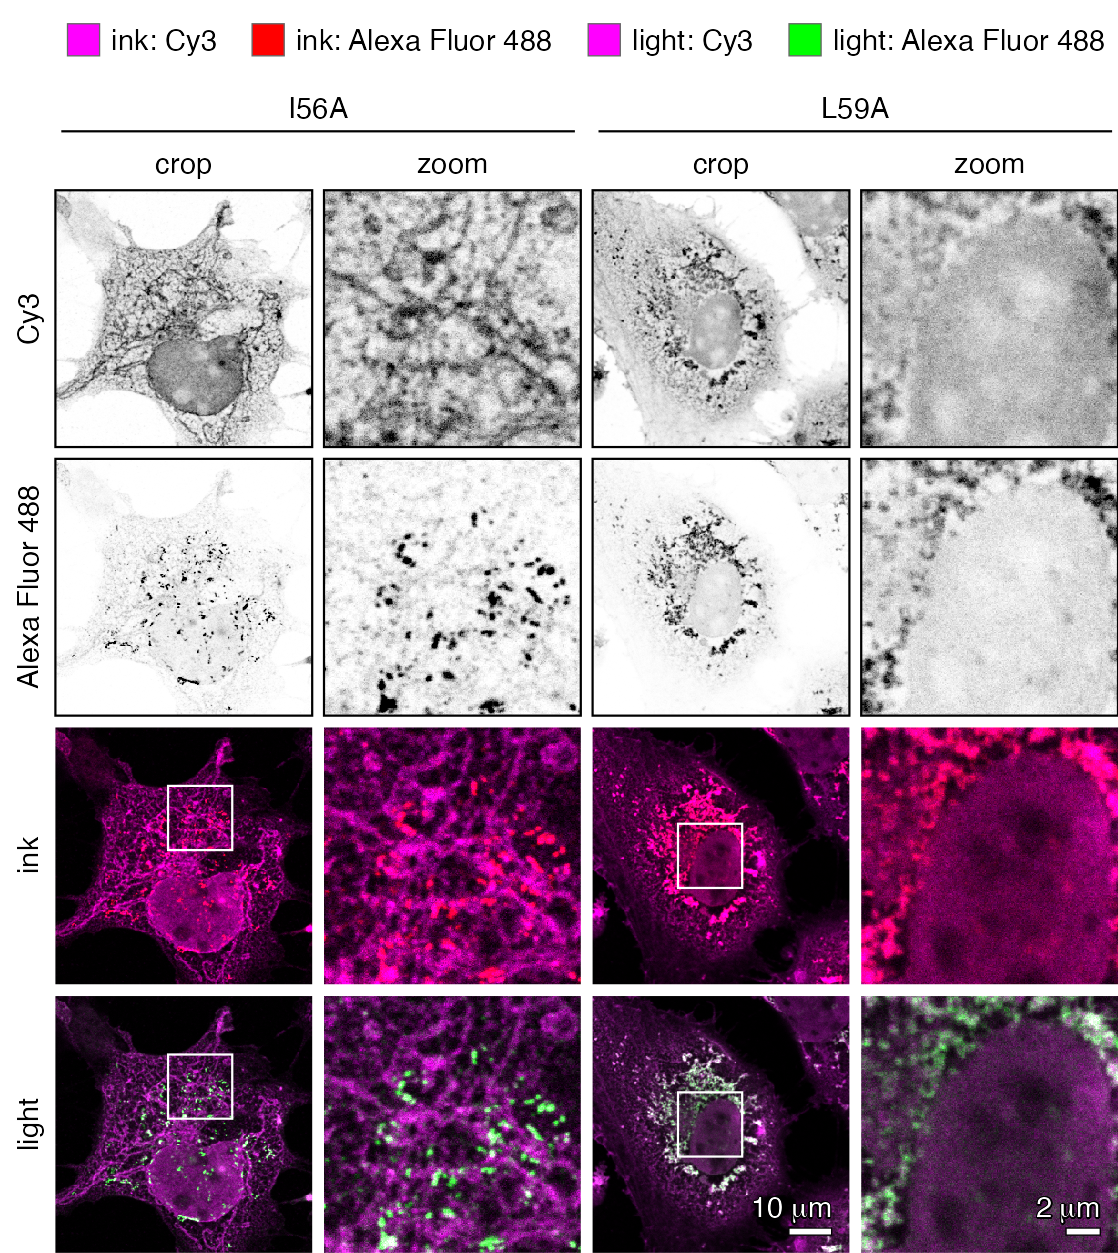 ink: Cy3 ink: Alexa Fluor 488 light: Cy3 light: Alexa Fluor 488
I56A L59A
crop zoom crop zoom
Cy3
Alexa Fluor 488
ink
light
10 μm 2 μm